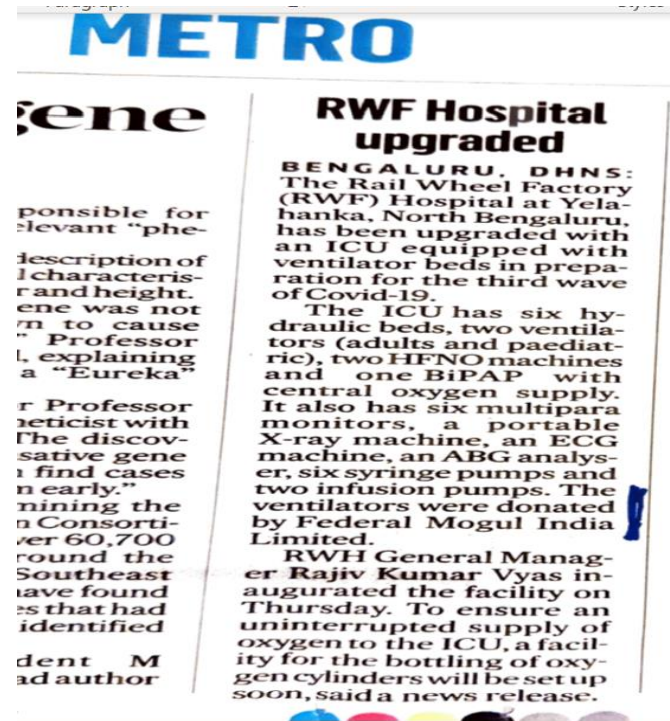 METRO
gene
ponsible for
elevant “phe-
description of
l characteris-
r and height.
ene was not
n to cause
” Professor
l, explaining
a “Eureka”
r Professor
neticist with
The discov-
sative gene
n find cases
n early.”
mining the
n Consorti-
ver 60,700
round the
Southeast
ave found
es that had
identified
dent M
ad author
RWF Hospital
upgraded
BENGALURU, DHNS:
The Rail Wheel Factory
(RWF) Hospital at Yela-
hanka, North Bengaluru,
has been upgraded with
an ICU equipped with
ventilator beds in prepa-
ration for the third wave
of Covid-19.
The ICU has six hy-
draulic beds, two ventila-
tors (adults and paediat-
ric), two HFNO machines
and one BiPAP with
central oxygen supply.
It also has six multipara
monitors, a portable
X-ray machine, an ECG
machine, an ABG analys-
er, six syringe pumps and
two infusion pumps. The
ventilators were donated
by Federal Mogul India
Limited.
RWH General Manag-
er Rajiv Kumar Vyas in-
augurated the facility on
Thursday. To ensure an
uninterrupted supply of
oxygen to the ICU, a facil-
ity for the bottling of oxy-
gen cylinders will be set up
soon, said a news release.